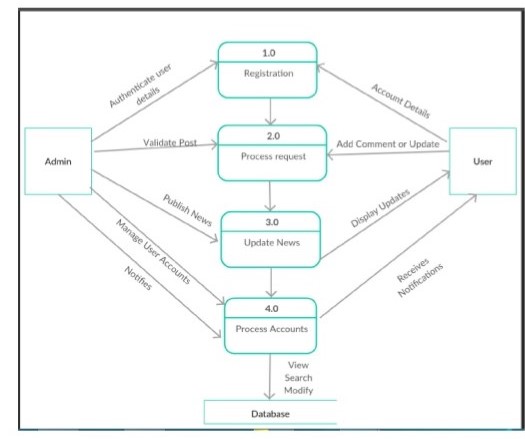 1.0
Registration
Authenticate user
details
Account Details
2.0
Process request
Validate Post
Add Comment or Update
Admin
User
3.0
Update News
Publish News
Display Updates
Manage User Accounts
Notifies
Receives
Notifications
4.0
Process Accounts
View
Search
Modify
Database